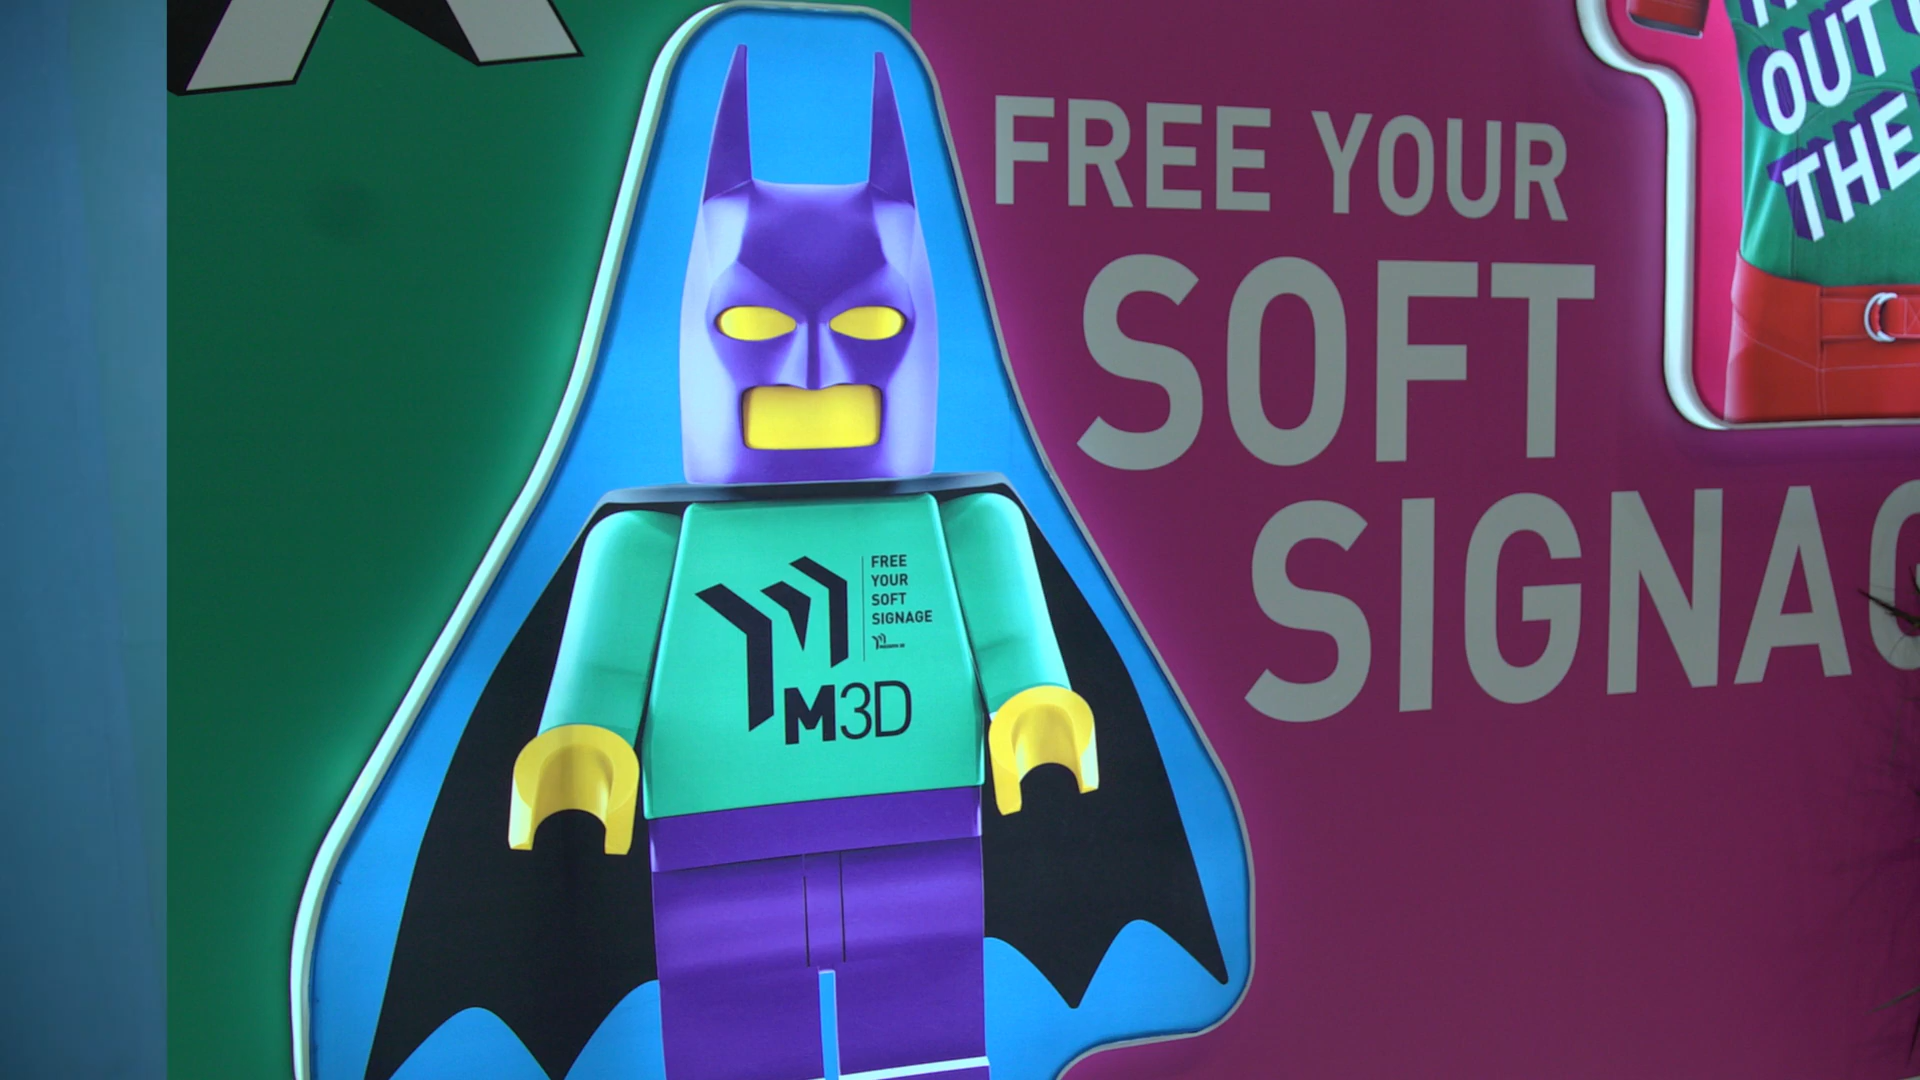 FREE YOUR
SOFT
SIGNAG
OUT
THE
FREE
YOUR
SOFT
SIGNAGE
M3D